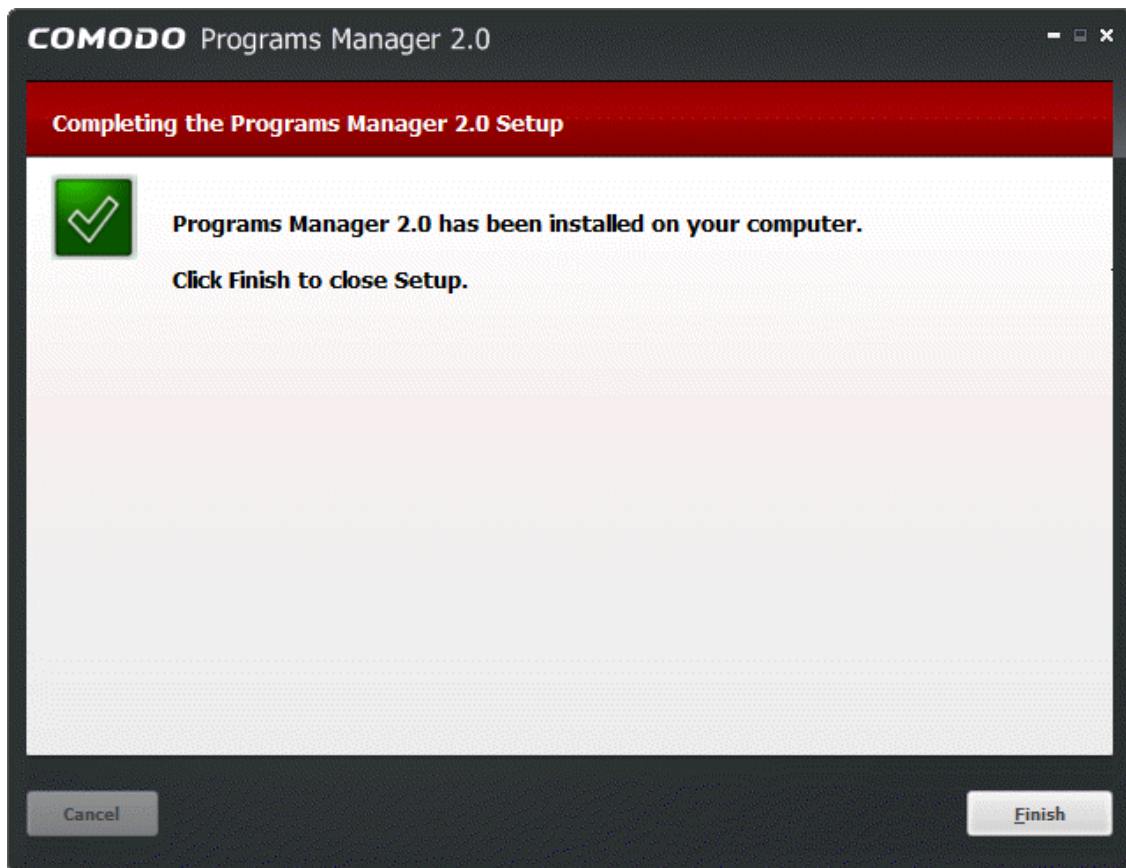 COMODO Programs Manager 2.0
Completing the Programs Manager 2.0 Setup
Programs Manager 2.0 has been installed on your computer.
Click Finish to close Setup.
Cancel
Finish